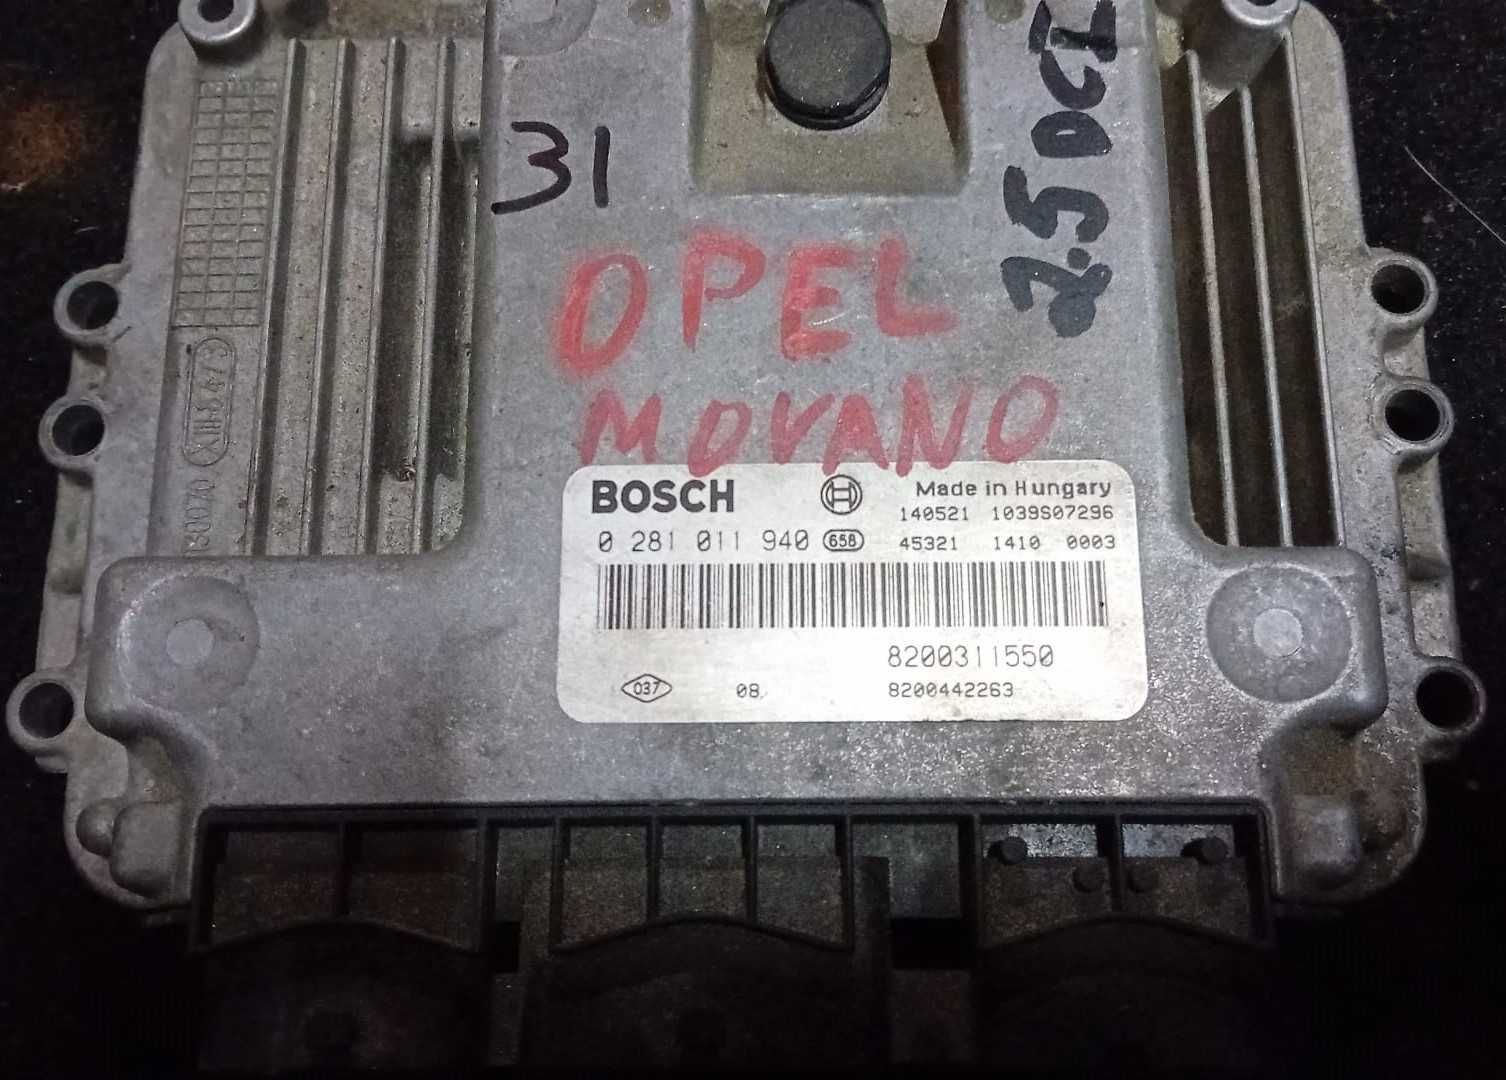 31
2.5 DCI
OPEL
MOVANO
BOSCH Made in Hungary
140521 1039S07296
0 281 011 940 658 45321 1410 0003
8200311550
037 08 8200442263